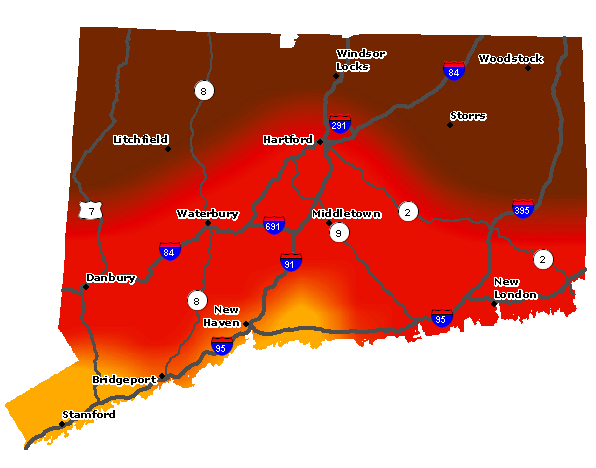 Windsor
Locks
Woodstock
84
8
Storrs
291
Hartford
Litchfield
7
Waterbury
Middletown
2
395
691
9
84
91
2
Danbury
New
London
8
New
Haven
95
95
Bridgeport
Stamford